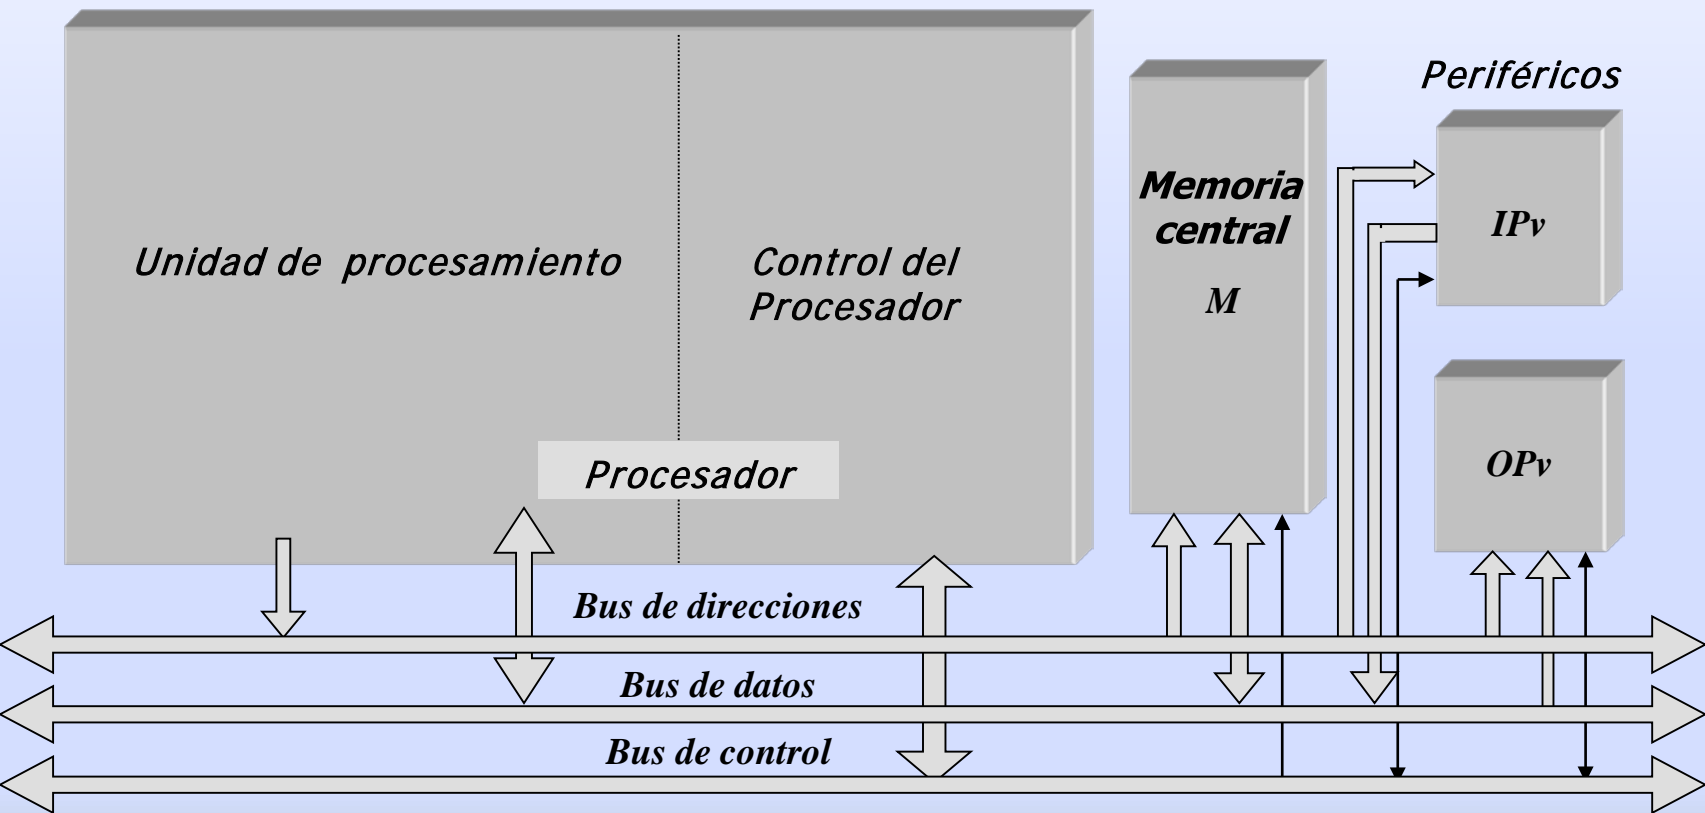 Periféricos
Memoria
central
M
IPv
Unidad de procesamiento
Control del
Procesador
OPv
Procesador
Bus de direcciones
Bus de datos
Bus de control